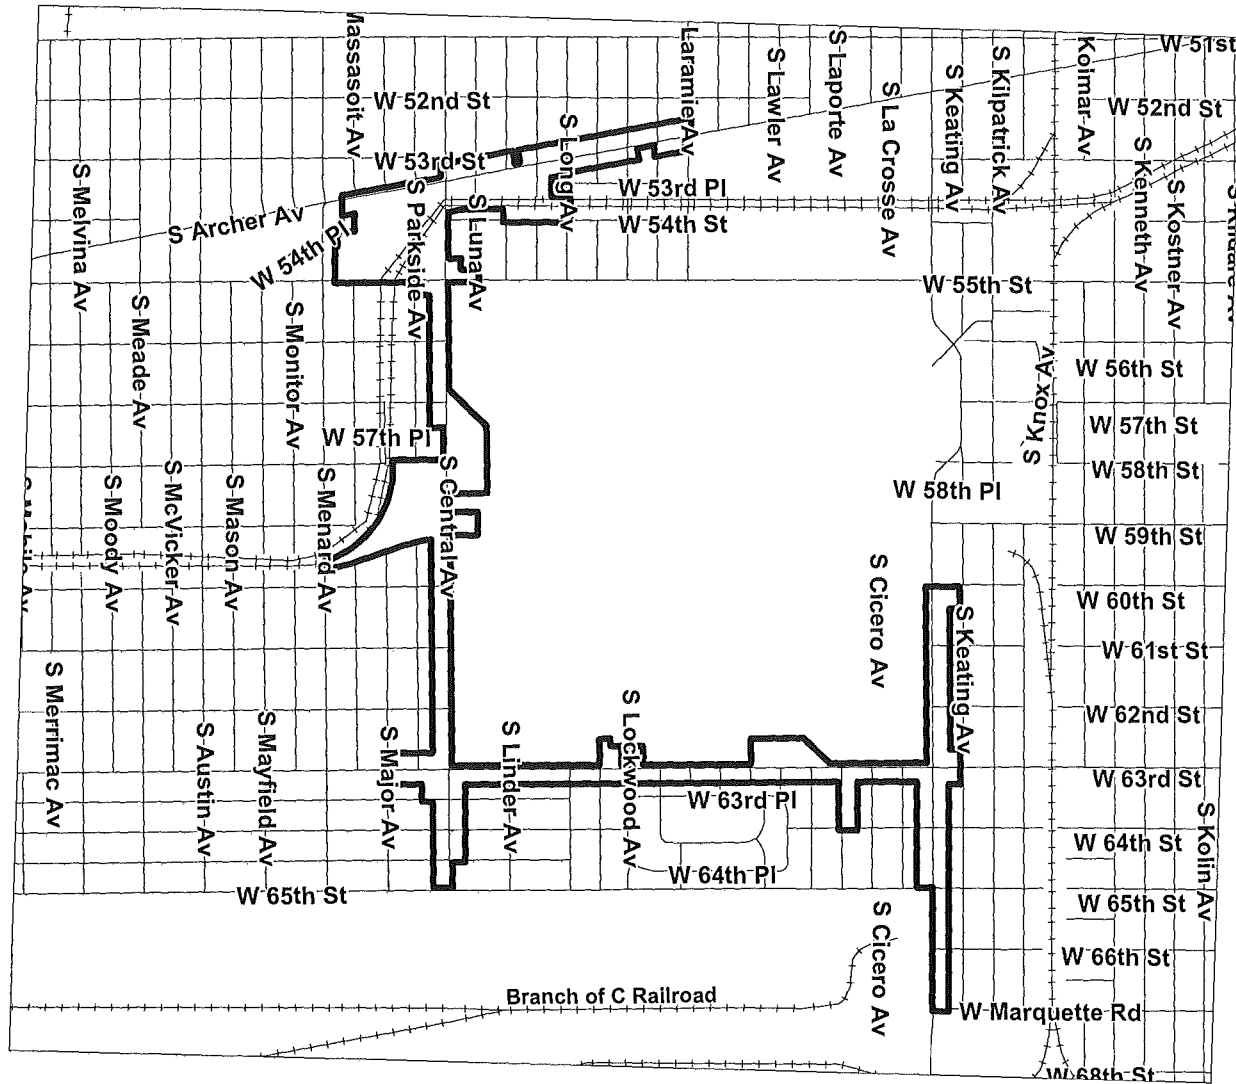 Massasoit Av
Laramie Av
S Lawler Av
S Laporte Av
S La Crosse Av
S Keating Av
S Kilpatrick Av
Kolmar Av
W 51st
W 52nd St
W 52nd St
S Long Av
W 53rd St
W 53rd Pl
S Kenneth Av
S Kostner Av
S Melvina Av
S Archer Av
S Parkside Av
S Luna Av
W 54th St
W 54th Pl
W 55th St
S Meade Av
S Monitor Av
S Knox Av
W 56th St
W 57th St
W 57th Pl
W 58th St
W 58th Pl
S Moody Av
S McVicker Av
S Mason Av
S Menard Av
S Central Av
W 59th St
S Cicero Av
W 60th St
S Keating Av
W 61st St
S Merrimac Av
S Austin Av
S Mayfield Av
S Major Av
S Linder Av
S Lockwood Av
W 62nd St
W 63rd St
W 63rd Pl
S Kolin Av
W 64th St
W 64th Pl
W 65th St
W 65th St
S Cicero Av
W 66th St
Branch of C Railroad
W Marquette Rd
W 68th St